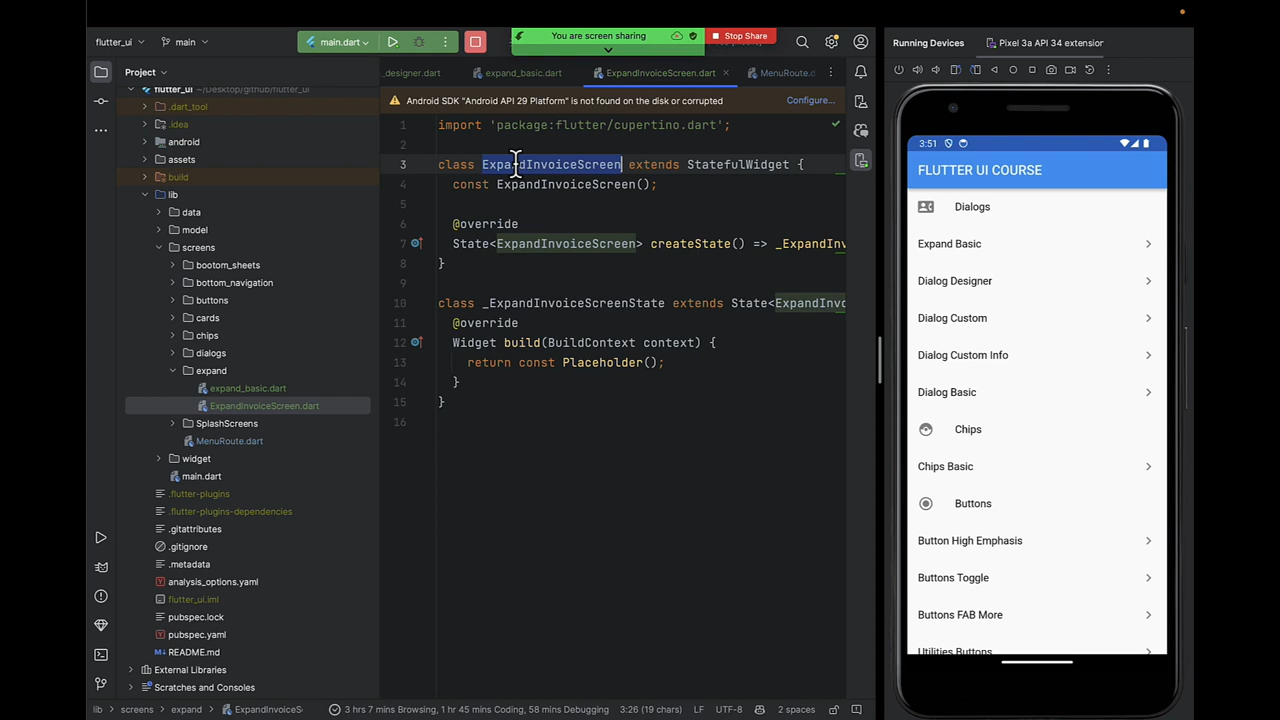 flutter_ui
main
main.dart
You are screen sharing
Stop Share
Running Devices
Pixel 3a API 34 extension
Project
_designer.dart
expand_basic.dart
ExpandInvoiceScreen.dart
MenuRoute.d
Android SDK "Android API 29 Platform" is not found on the disk or corrupted
Configure...
flutter_ui
~/Desktop/github/flutter_ui
.dart_tool
.idea
android
assets
build
lib
data
model
screens
bootom_sheets
bottom_navigation
buttons
cards
chips
dialogs
expand
expand_basic.dart
ExpandInvoiceScreen.dart
SplashScreens
MenuRoute.dart
widget
main.dart
.flutter-plugins
.flutter-plugins-dependencies
.gitattributes
.gitignore
.metadata
analysis_options.yaml
flutter_ui.iml
pubspec.lock
pubspec.yaml
README.md
External Libraries
Scratches and Consoles
1 import 'package:flutter/cupertino.dart';
2
3 class ExpandInvoiceScreen extends StatefulWidget {
4 const ExpandInvoiceScreen();
5
6 @override
7 State<ExpandInvoiceScreen> createState() => _ExpandInv
8 }
9
10 class _ExpandInvoiceScreenState extends State<ExpandInvo
11 @override
12 Widget build(BuildContext context) {
13 return const Placeholder();
14 }
15 }
16
3:51
FLUTTER UI COURSE
Dialogs
Expand Basic
Dialog Designer
Dialog Custom
Dialog Custom Info
Dialog Basic
Chips
Chips Basic
Buttons
Button High Emphasis
Buttons Toggle
Buttons FAB More
Utilities Buttons
lib > screens > expand > ExpandInvoiceSc
3 hrs 7 mins Browsing, 1 hr 45 mins Coding, 58 mins Debugging
3:26 (19 chars)
LF
UTF-8
2 spaces